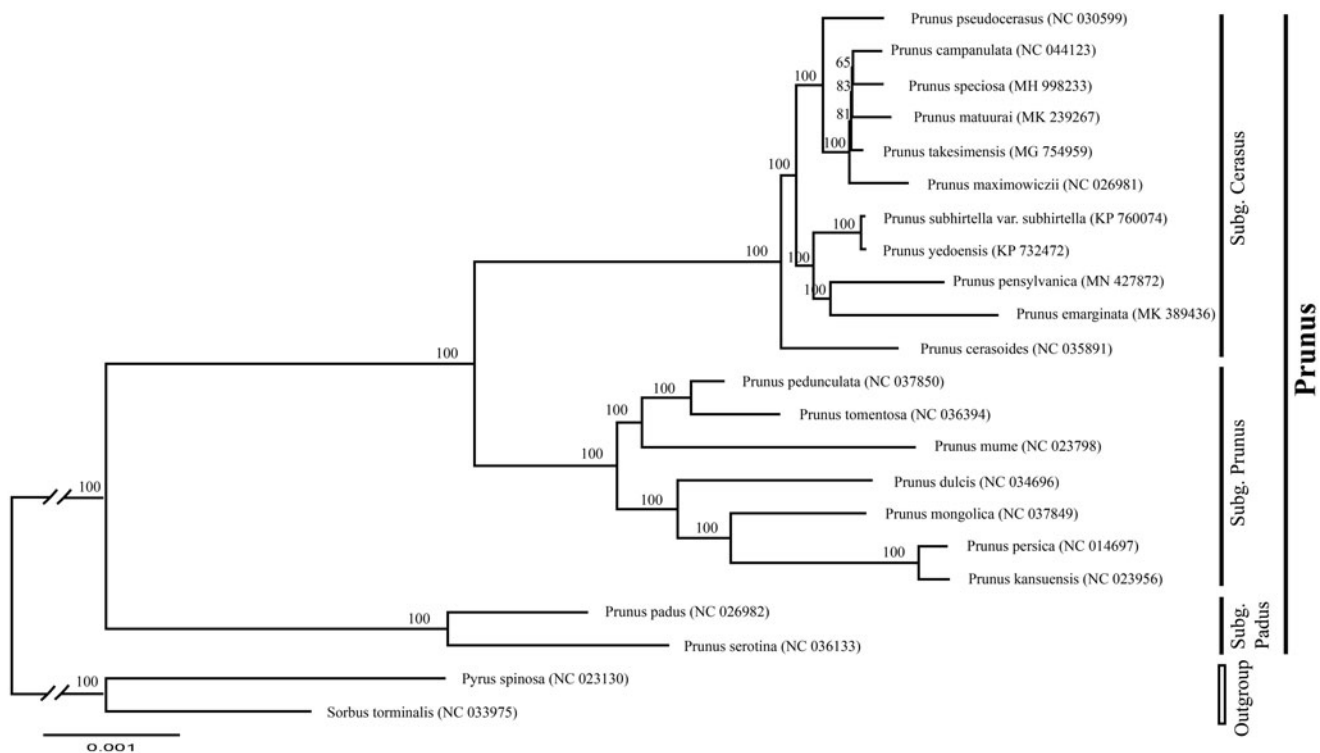 Prunus pseudocerasus (NC 030599)
Prunus campanulata (NC 044123)
65
100
83
Prunus speciosa (MH 998233)
81
Prunus matuurai (MK 239267)
100
Prunus takesimensis (MG 754959)
Prunus maximowiczii (NC 026981)
100
Prunus subhirtella var. subhirtella (KP 760074)
100
Prunus yedoensis (KP 732472)
100
100
Prunus pensylvanica (MN 427872)
Prunus emarginata (MK 389436)
100
Prunus cerasoides (NC 035891)
Subg. Cerasus
100
Prunus pedunculata (NC 037850)
100
Prunus tomentosa (NC 036394)
100
Prunus mume (NC 023798)
100
Prunus dulcis (NC 034696)
100
Prunus mongolica (NC 037849)
100
Prunus persica (NC 014697)
100
Prunus kansuensis (NC 023956)
Subg. Prunus
100
Prunus padus (NC 026982)
100
Prunus serotina (NC 036133)
Subg.
Padus
Prunus
Pyrus spinosa (NC 023130)
100
Sorbus torminalis (NC 033975)
Outgroup
0.001